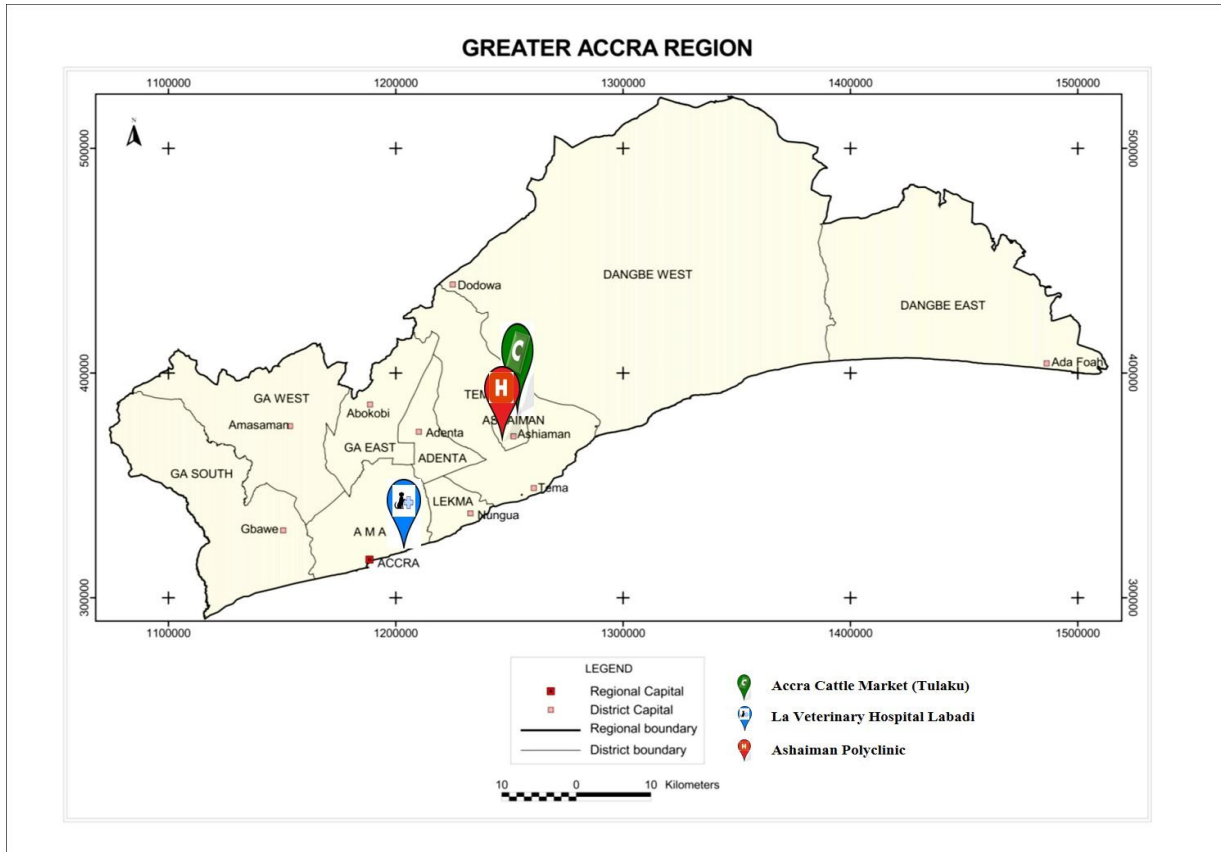 GREATER ACCRA REGION
1100000 1200000 1300000 1400000 1500000
N
500000 500000
DANGBE WEST
Dodowa
DANGBE EAST
C
Ada Foah
400000 400000
H
GA WEST
Abokobi
Amasaman
ASHAIMAN
Adenta
Ashiaman
GA EAST
ADENTA
GA SOUTH
Tema
LEKMA
Nungua
Gbawe
A M A
ACCRA
300000 300000
1100000 1200000 1300000 1400000 1500000
LEGEND
Regional Capital
District Capital
Regional boundary
District boundary
C Accra Cattle Market (Tulaku)
La Veterinary Hospital Labadi
H Ashaiman Polyclinic
10 0 10 Kilometers